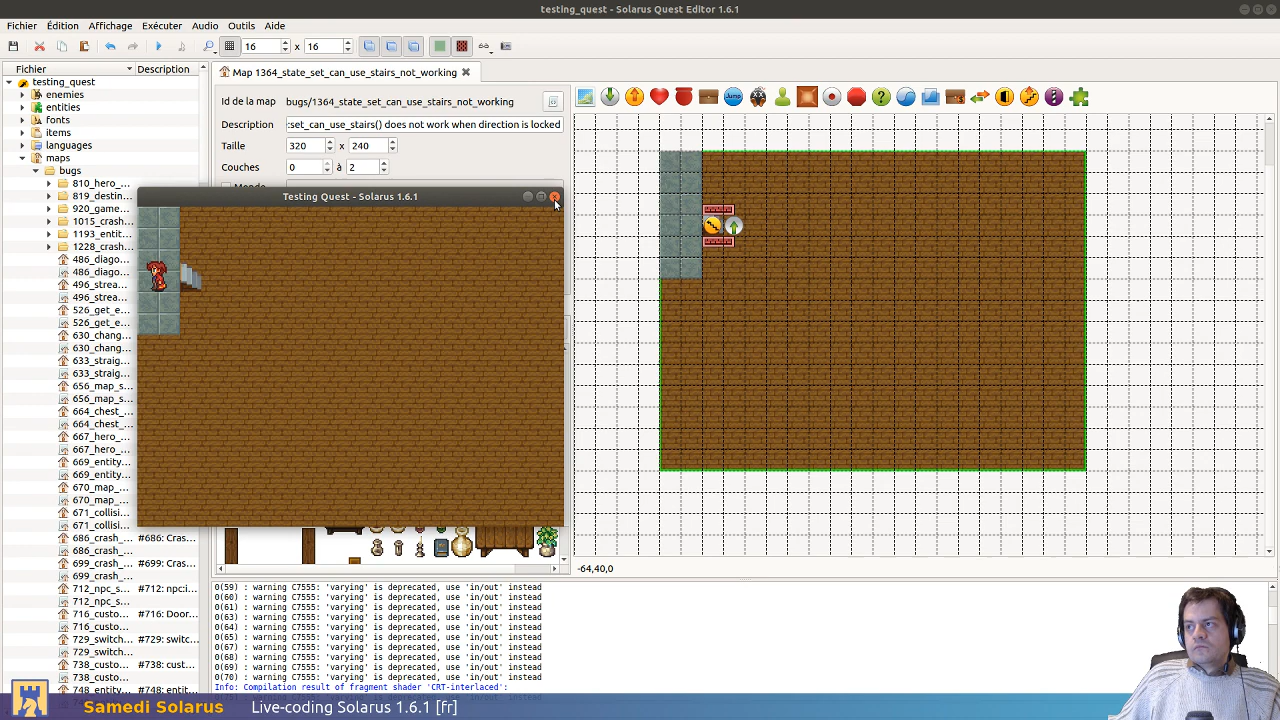 testing_quest - Solarus Quest Editor 1.6.1
Fichier Édition Affichage Exécuter Audio Outils Aide
16 x 16
Fichier Description
testing_quest
enemies
entities
fonts
items
languages
maps
bugs
810_hero_...
819_destin...
920_game...
1015_crash...
1193_entit...
1228_crash...
486_diago...
486_diago...
496_strea...
496_strea...
526_get_e...
526_get_e...
630_chang...
630_chang...
633_straig...
633_straig...
656_map_s...
656_map_s...
664_chest_...
664_chest_...
667_hero_...
667_hero_...
669_entity...
669_entity...
670_map_...
670_map_...
671_collisi...
671_collisi...
686_crash_... #686: Cras...
686_crash_...
699_crash_... #699: Cras...
699_crash_...
712_npc_s... #712: npc:i...
712_npc_s...
716_custo... #716: Door...
716_custo...
729_switch... #729: switc...
729_switch...
738_custo... #738: cust...
738_custo...
748_entity... #748: entit...
Map 1364_state_set_can_use_stairs_not_working
Id de la map bugs/1364_state_set_can_use_stairs_not_working
Description :set_can_use_stairs() does not work when direction is locked
Taille 320 x 240
Couches 0 à 2
Testing Quest - Solarus 1.6.1
Jump
-64,40,0
0(59) : warning C7555: 'varying' is deprecated, use 'in/out' instead
0(60) : warning C7555: 'varying' is deprecated, use 'in/out' instead
0(61) : warning C7555: 'varying' is deprecated, use 'in/out' instead
0(63) : warning C7555: 'varying' is deprecated, use 'in/out' instead
0(64) : warning C7555: 'varying' is deprecated, use 'in/out' instead
0(65) : warning C7555: 'varying' is deprecated, use 'in/out' instead
0(67) : warning C7555: 'varying' is deprecated, use 'in/out' instead
0(68) : warning C7555: 'varying' is deprecated, use 'in/out' instead
0(69) : warning C7555: 'varying' is deprecated, use 'in/out' instead
0(70) : warning C7555: 'varying' is deprecated, use 'in/out' instead
Info: Compilation result of fragment shader 'CRT-interlaced':
Samedi Solarus Live-coding Solarus 1.6.1 [fr]